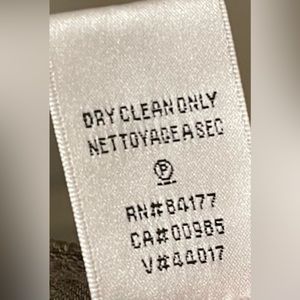 DRY CLEAN ONLY
NETTOYAGE A SEC
P
RN#84177
CA#00985
V#44017